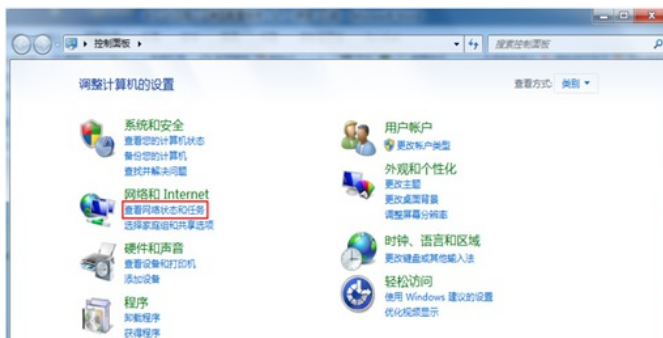 控制面板
搜索控制面板
调整计算机的设置
查看方式: 类别
系统和安全
查看您的计算机状态
备份您的计算机
查找并解决问题
网络和 Internet
查看网络状态和任务
选择家庭组和共享选项
硬件和声音
查看设备和打印机
添加设备
程序
卸载程序
获得程序
用户帐户
更改帐户类型
外观和个性化
更改主题
更改桌面背景
调整屏幕分辨率
时钟、语言和区域
更改键盘或其他输入法
轻松访问
使用 Windows 建议的设置
优化视频显示